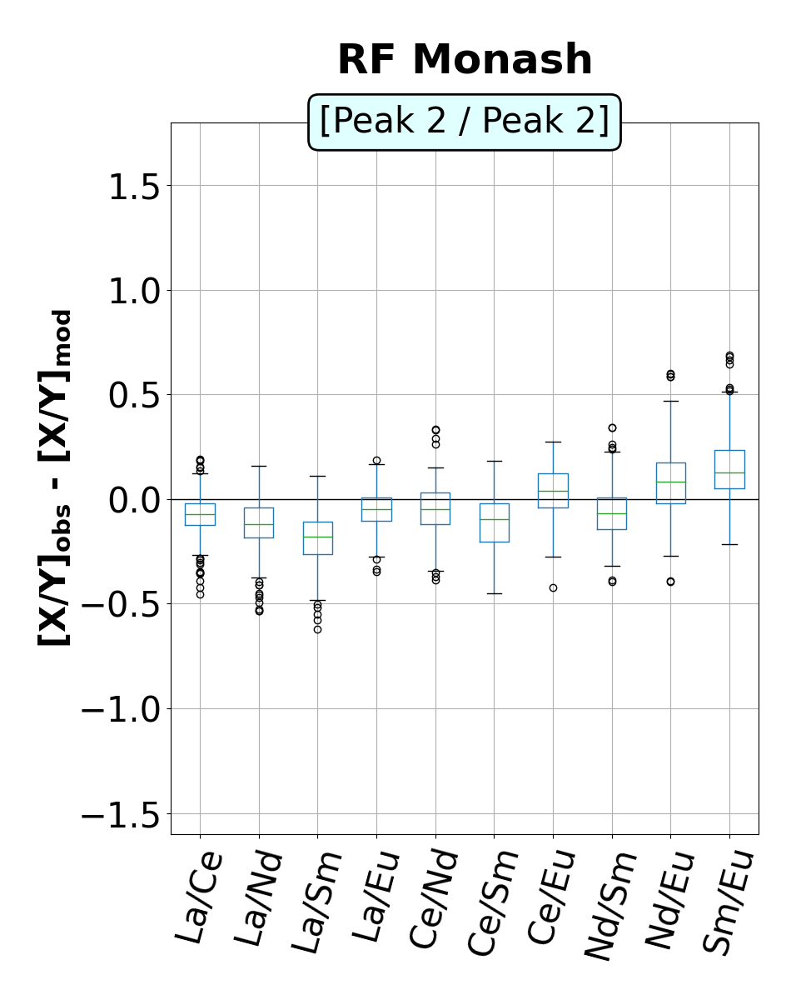 RF Monash
[Peak 2 / Peak 2]
[X/Y]obs - [X/Y]mod
1.5
1.0
0.5
0.0
−0.5
−1.0
−1.5
La/Ce
La/Nd
La/Sm
La/Eu
Ce/Nd
Ce/Sm
Ce/Eu
Nd/Sm
Nd/Eu
Sm/Eu